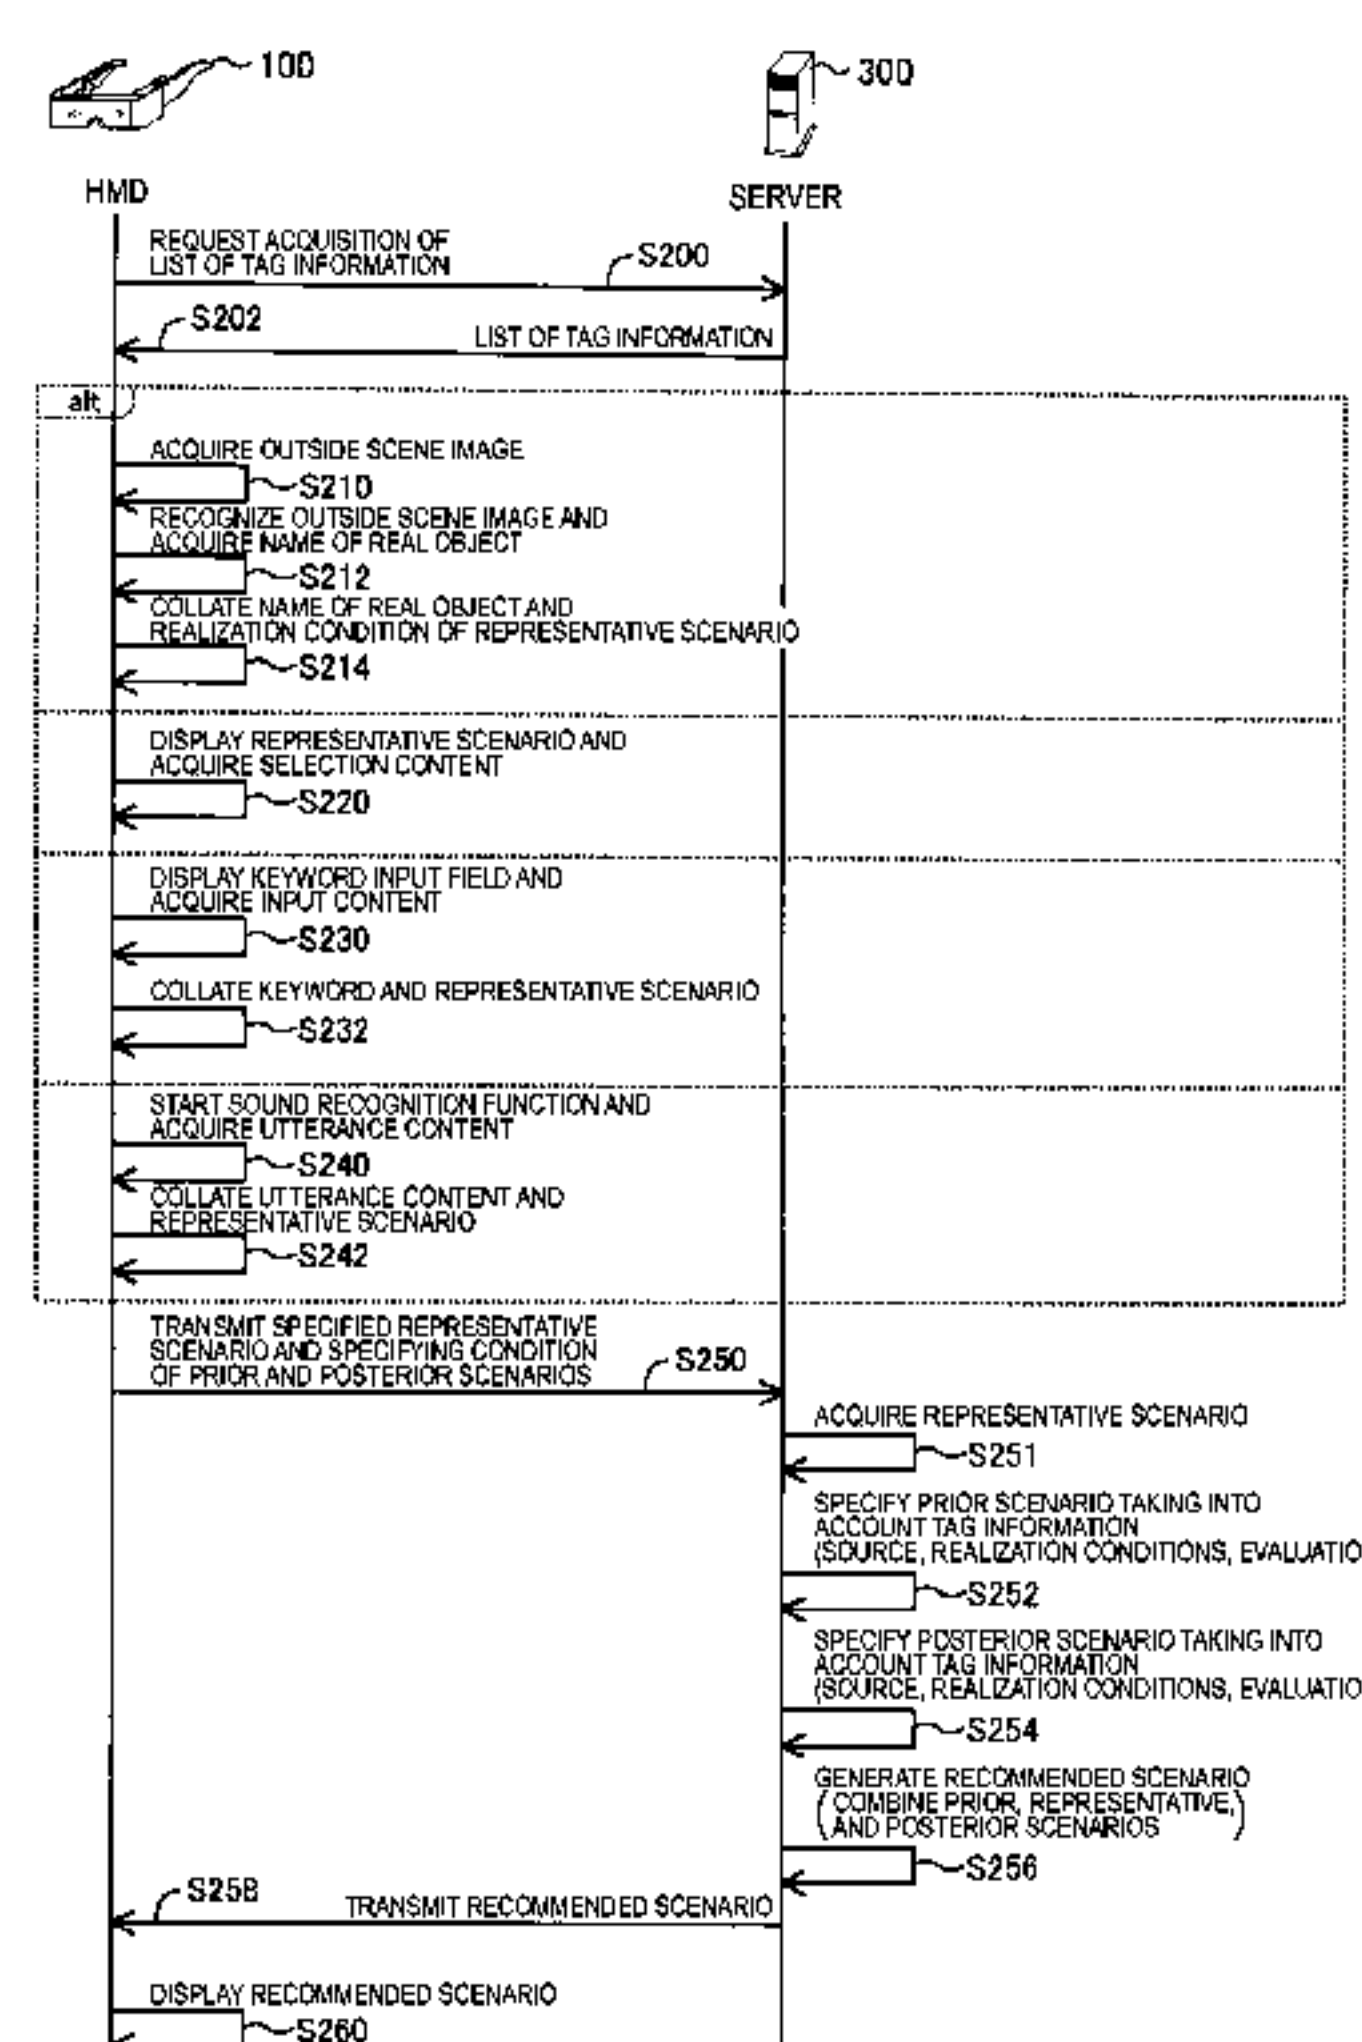 100
300
HMD
SERVER
REQUEST ACQUISITION OF
LIST OF TAG INFORMATION
S200
S202
LIST OF TAG INFORMATION
alt
ACQUIRE OUTSIDE SCENE IMAGE
S210
RECOGNIZE OUTSIDE SCENE IMAGE AND
ACQUIRE NAME OF REAL OBJECT
S212
COLLATE NAME OF REAL OBJECT AND
REALIZATION CONDITION OF REPRESENTATIVE SCENARIO
S214
DISPLAY REPRESENTATIVE SCENARIO AND
ACQUIRE SELECTION CONTENT
S220
DISPLAY KEYWORD INPUT FIELD AND
ACQUIRE INPUT CONTENT
S230
COLLATE KEYWORD AND REPRESENTATIVE SCENARIO
S232
START SOUND RECOGNITION FUNCTION AND
ACQUIRE UTTERANCE CONTENT
S240
COLLATE UTTERANCE CONTENT AND
REPRESENTATIVE SCENARIO
S242
TRANSMIT SPECIFIED REPRESENTATIVE
SCENARIO AND SPECIFYING CONDITION
OF PRIOR AND POSTERIOR SCENARIOS
S250
ACQUIRE REPRESENTATIVE SCENARIO
S251
SPECIFY PRIOR SCENARIO TAKING INTO
ACCOUNT TAG INFORMATION
(SOURCE, REALIZATION CONDITIONS, EVALUATIO
S252
SPECIFY POSTERIOR SCENARIO TAKING INTO
ACCOUNT TAG INFORMATION
(SOURCE, REALIZATION CONDITIONS, EVALUATIO
S254
GENERATE RECOMMENDED SCENARIO
(COMBINE PRIOR, REPRESENTATIVE,
AND POSTERIOR SCENARIOS)
S256
S258
TRANSMIT RECOMMENDED SCENARIO
DISPLAY RECOMMENDED SCENARIO
S260